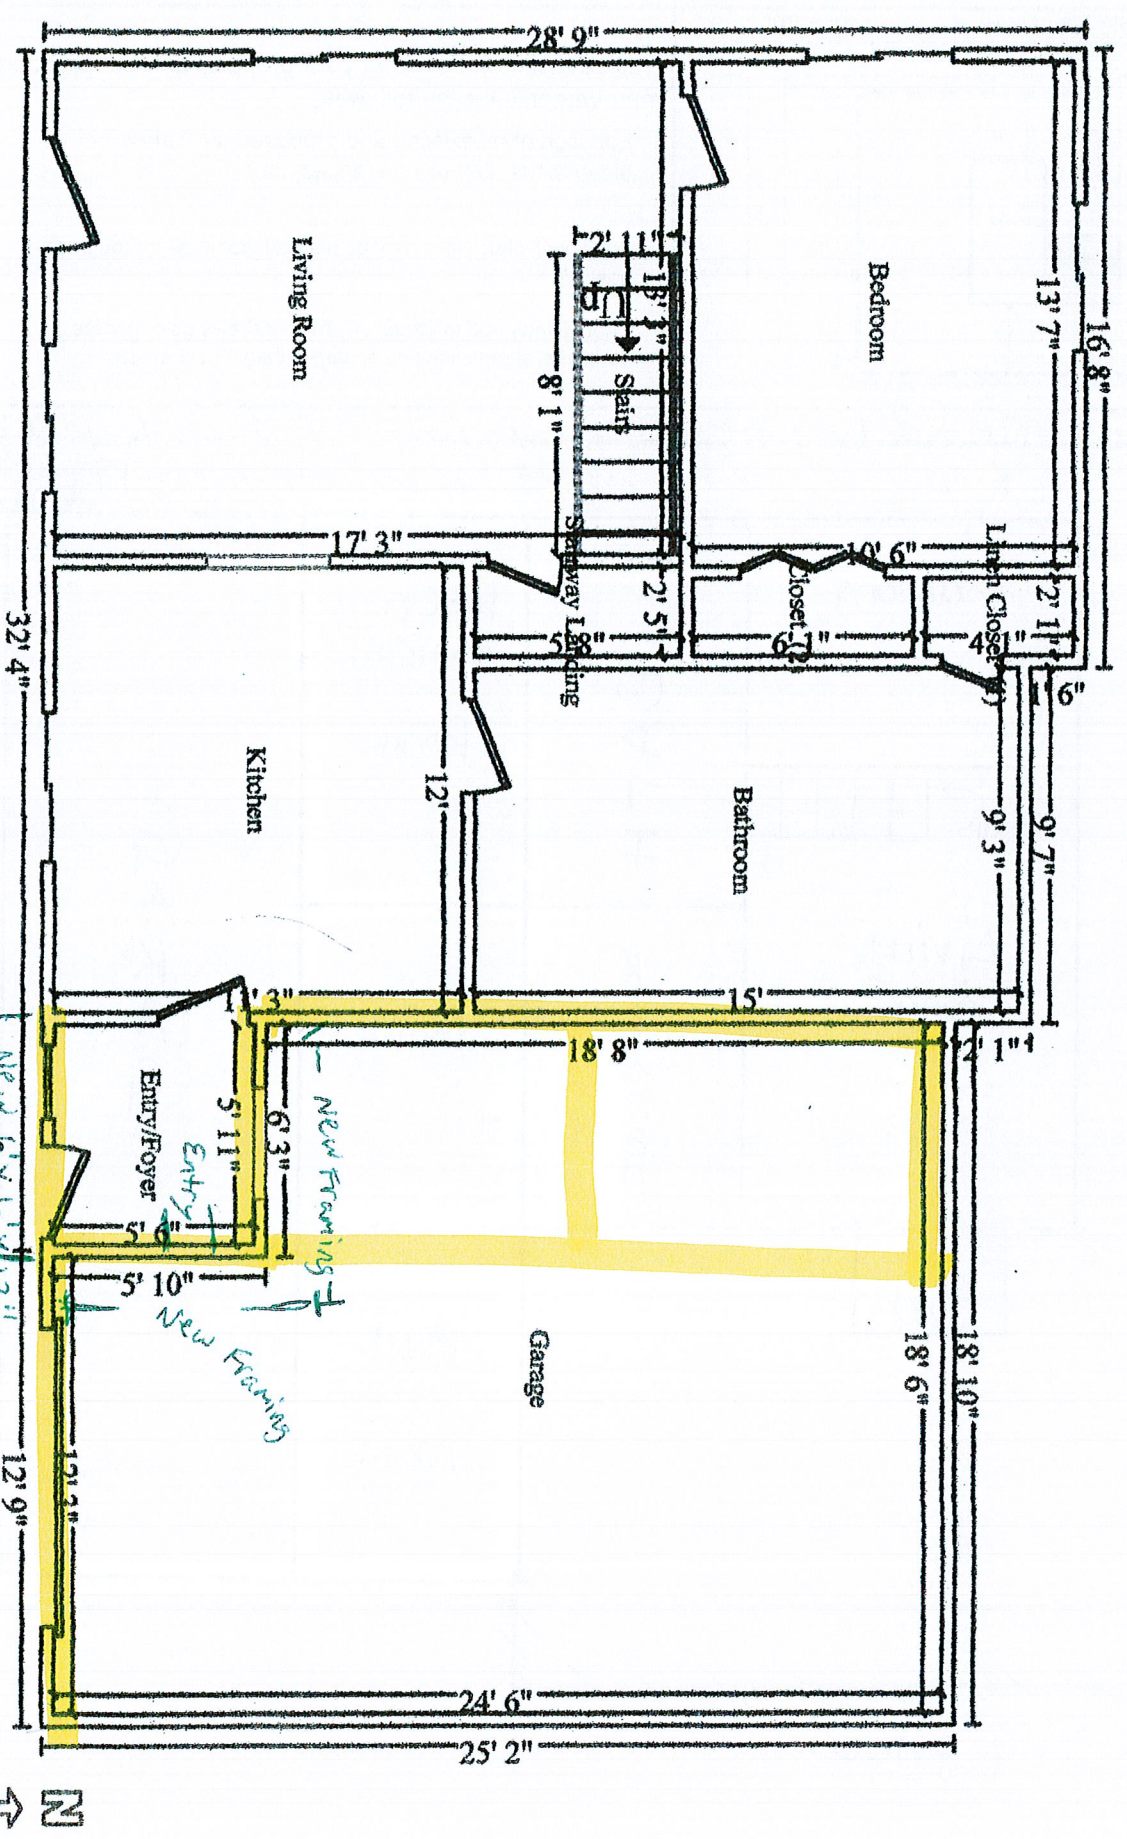 28' 9"
16' 8"
13' 7"
Bedroom
2' 11"
13' 3"
Up
Stairs
8' 1"
Living Room
17' 3"
10' 6"
Linen Closet
2' 1"
4' 1"
Closet (2)
6' 1"
2' 5"
5' 8"
Stairway Landing
1' 6"
32' 4"
Kitchen
12'
Bathroom
9' 3"
9' 7"
11' 3"
15'
18' 8"
2' 1"
Entry/Foyer
5' 11"
6' 3"
New Framing
Entry
5' 6"
5' 10"
New Framing
Garage
18' 6"
18' 10"
12' 3"
12' 9"
24' 6"
25' 2"
N